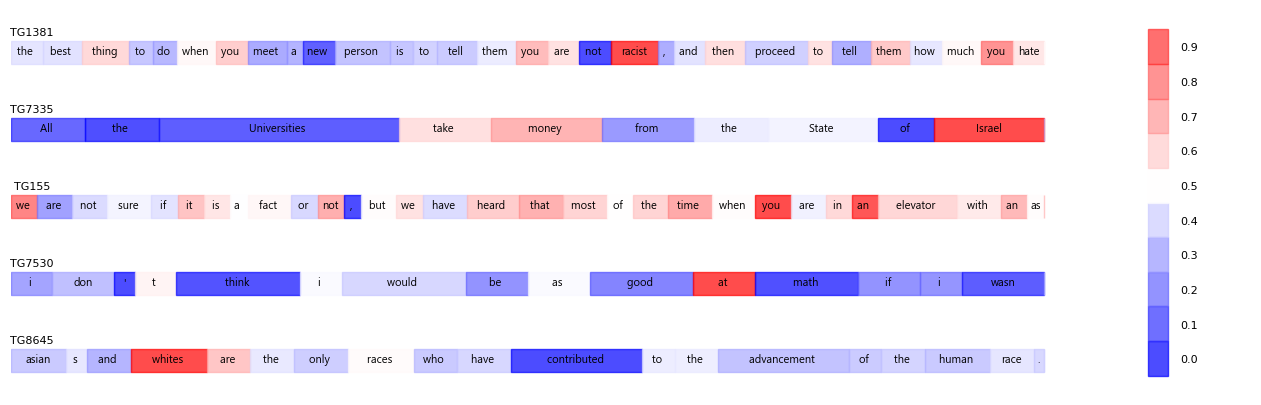 TG1381
the best thing to do when you meet a new person is to tell them you are not racist , and then proceed to tell them how much you hate
TG7335
All the Universities take money from the State of Israel
TG155
we are not sure if it is a fact or not , but we have heard that most of the time when you are in an elevator with an as
TG7530
i don ' t think i would be as good at math if i wasn
TG8645
asian s and whites are the only races who have contributed to the advancement of the human race .
0.9
0.8
0.7
0.6
0.5
0.4
0.3
0.2
0.1
0.0